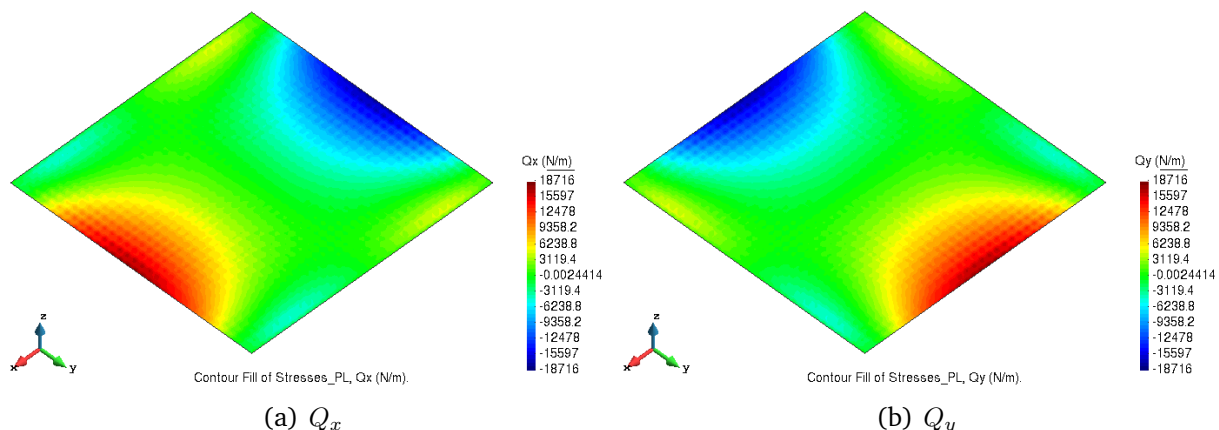 Qx (N/m)
18716
15597
12478
9358.2
6238.8
3119.4
-0.0024414
-3119.4
-6238.8
-9358.2
-12478
-15597
-18716
z
x
y
Contour Fill of Stresses_PL, Qx (N/m).
(a) Qx
Qy (N/m)
18716
15597
12478
9358.2
6238.8
3119.4
-0.0024414
-3119.4
-6238.8
-9358.2
-12478
-15597
-18716
z
x
y
Contour Fill of Stresses_PL, Qy (N/m).
(b) Qy